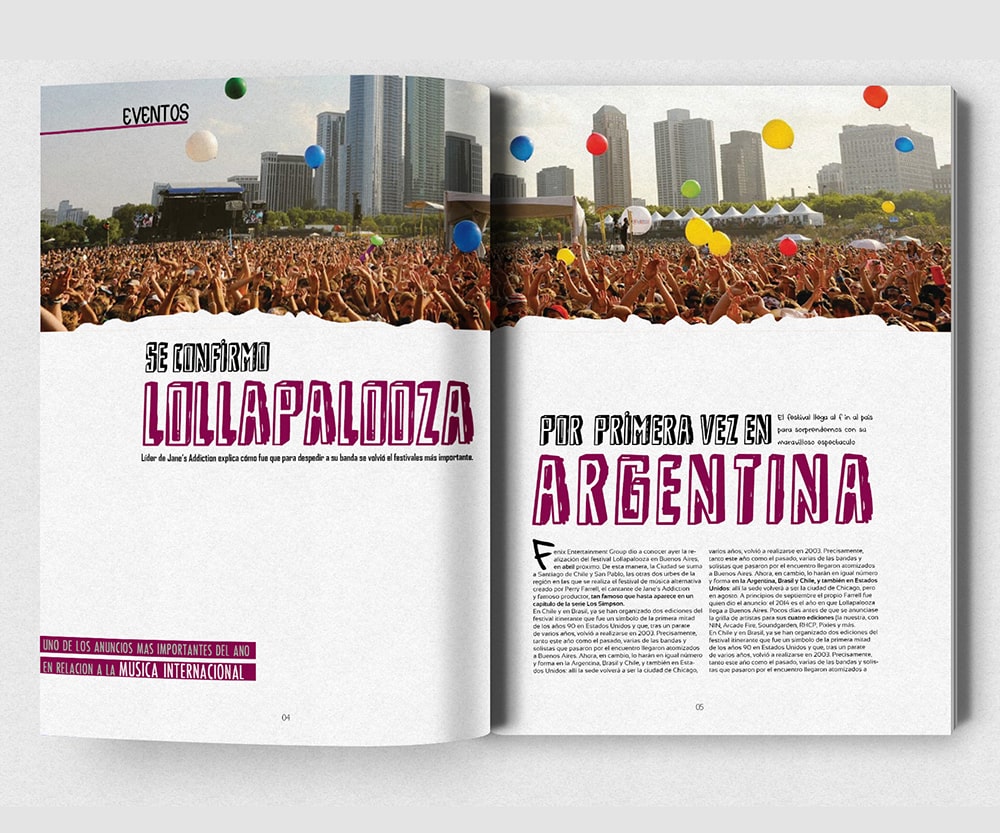 EVENTOS
SE CONFIRMO
LOLLAPALOOZA
Líder de Jane's Addiction explica cómo fue que para despedir a su banda se volvió el festivales más importante.
UNO DE LOS ANUNCIOS MAS IMPORTANTES DEL ANO
EN RELACION A LA MUSICA INTERNACIONAL
04
POR PRIMERA VEZ EN
El festival llega al f in al país
para sorprendernos con su
maravilloso espectaculo
ARGENTINA
Fenix Entertainment Group dio a conocer ayer la re-
alización del festival Lollapalooza en Buenos Aires,
en abril próximo. De esta manera, la Ciudad se suma
a Santiago de Chile y San Pablo, las otras dos urbes de la
región en las que se realiza el festival de música alternativa
creado por Perry Farrell, el cantante de Jane's Addiction
y famoso productor, tan famoso que hasta aparece en un
capítulo de la serie Los Simpson.
En Chile y en Brasil, ya se han organizado dos ediciones del
festival itinerante que fue un símbolo de la primera mitad
de los años 90 en Estados Unidos y que, tras un parate
de varios años, volvió a realizarse en 2003. Precisamente,
tanto este año como el pasado, varias de las bandas y
solistas que pasaron por el encuentro llegaron atomizados
a Buenos Aires. Ahora, en cambio, lo harán en igual número
y forma en la Argentina, Brasil y Chile, y también en Esta-
dos Unidos: allí la sede volverá a ser la ciudad de Chicago,
varios años, volvió a realizarse en 2003. Precisamente,
tanto este año como el pasado, varias de las bandas y
solistas que pasaron por el encuentro llegaron atomizados
a Buenos Aires. Ahora, en cambio, lo harán en igual número
y forma en la Argentina, Brasil y Chile, y también en Estados
Unidos: allí la sede volverá a ser la ciudad de Chicago, pero
en agosto. A principios de septiembre el propio Farrell fue
quien dio el anuncio: el 2014 es el año en que Lollapalooza
llega a Buenos Aires. Pocos días antes de que se anunciase
la grilla de artistas para sus cuatro ediciones (la nuestra, con
NIN, Arcade Fire, Soundgarden, RHCP, Pixies y más.
En Chile y en Brasil, ya se han organizado dos ediciones del
festival itinerante que fue un símbolo de la primera mitad
de los años 90 en Estados Unidos y que, tras un parate
de varios años, volvió a realizarse en 2003. Precisamente,
tanto este año como el pasado, varias de las bandas y solis-
tas que pasaron por el encuentro llegaron atomizados a
05